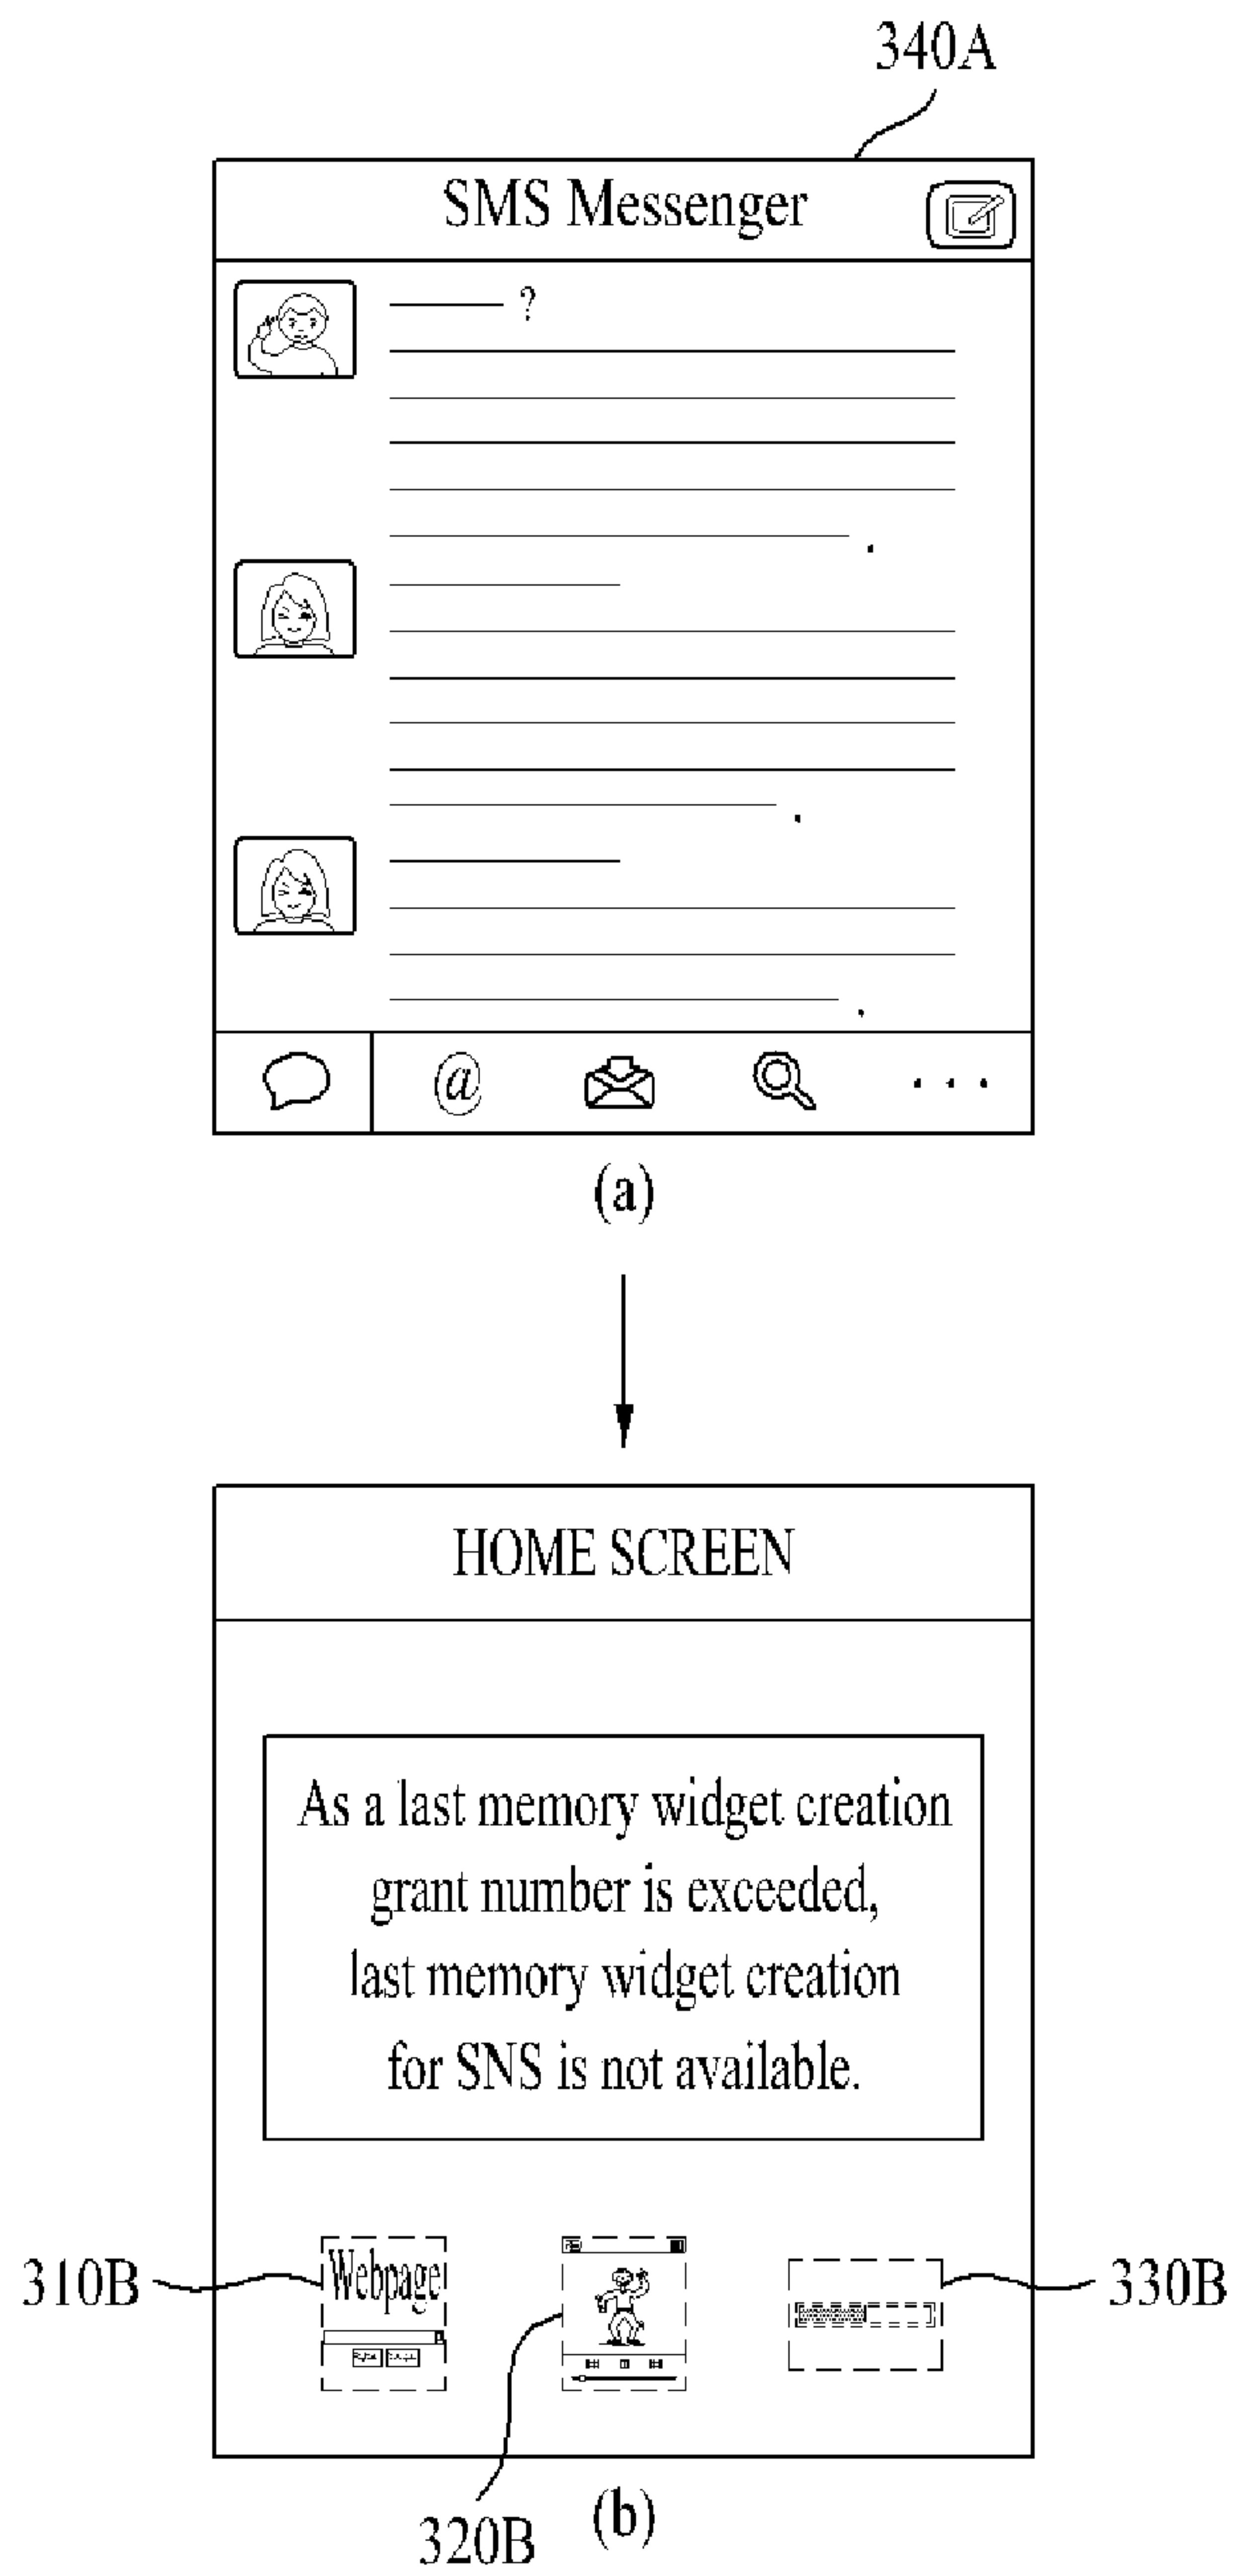 340A
SMS Messenger
?
@
...
(a)
HOME SCREEN
As a last memory widget creation
grant number is exceeded,
last memory widget creation
for SNS is not available.
310B
Webpage
330B
320B
(b)